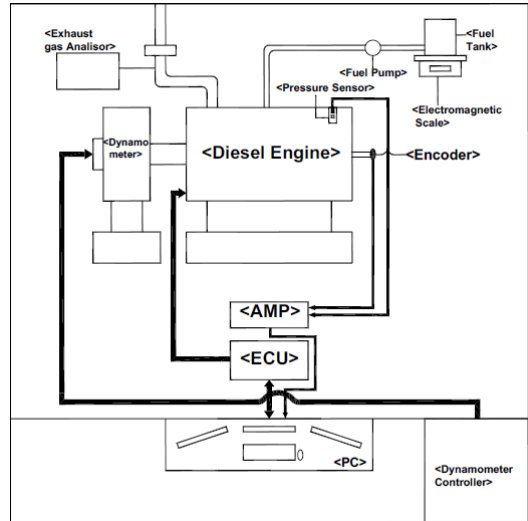 <Exhaust
gas Analisor>
<Fuel
Tank>
<Fuel Pump>
<Pressure Sensor>
<Electromagnetic
Scale>
<Dynamo
meter>
<Diesel Engine>
<Encoder>
<AMP>
<ECU>
<PC>
<Dynamometer
Controller>